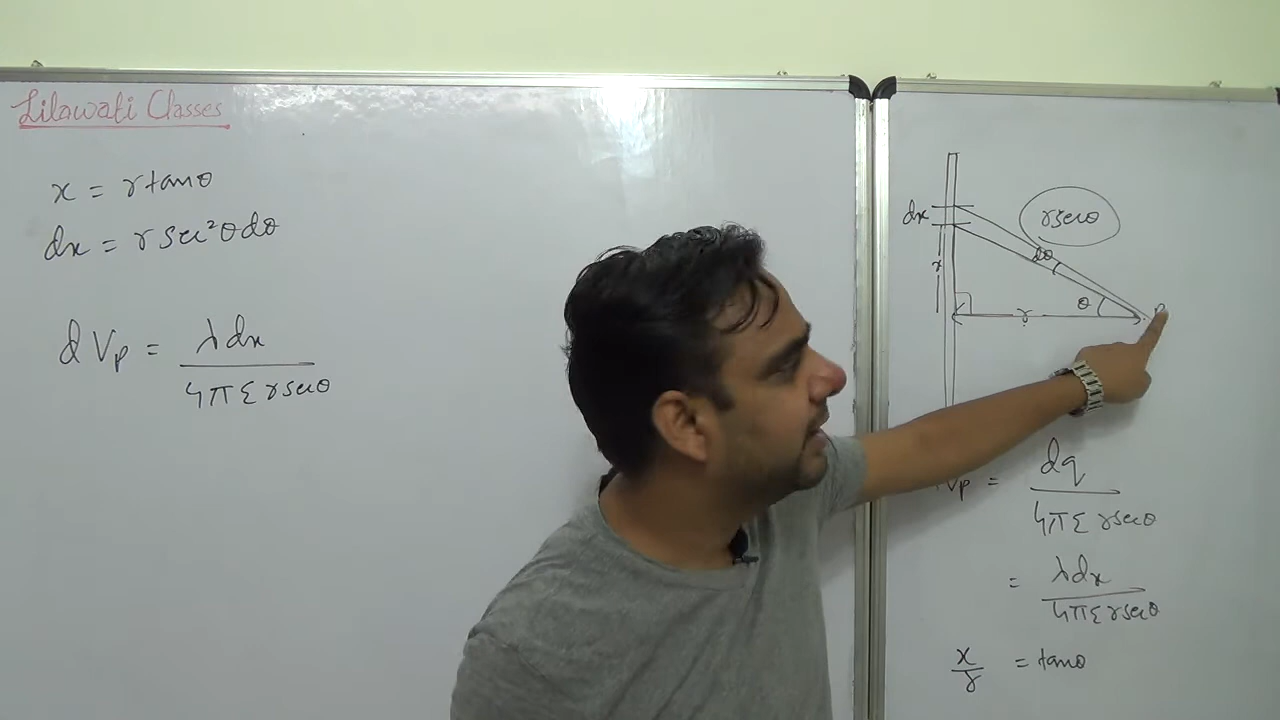 Lilawati Classes
x = r tanθ
dx = r sec²θ dθ
dVp = λdx
4πε r secθ
r secθ
dx
dθ
x
θ
r
P
Vp = dq
4πε r secθ
= λdx
4πε r secθ
x = tanθ
r